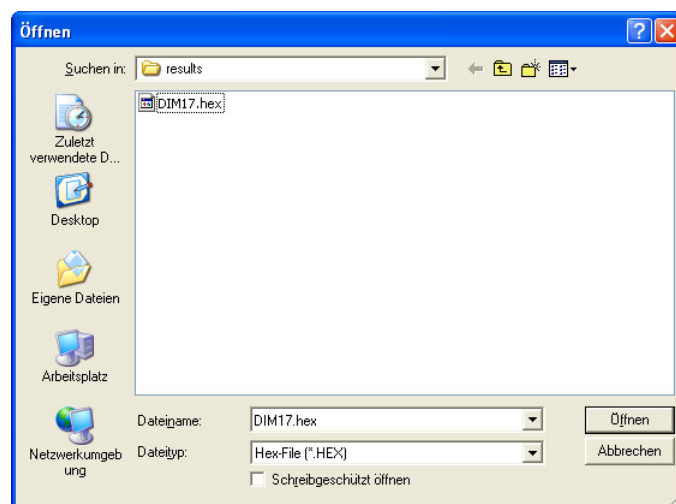 Öffnen
Suchen in:
results
DIM17.hex
Zuletzt
verwendete D...
Desktop
Eigene Dateien
Arbeitsplatz
Netzwerkumgeb
ung
Dateiname:
DIM17.hex
Öffnen
Dateityp:
Hex-File (*.HEX)
Abbrechen
Schreibgeschützt öffnen